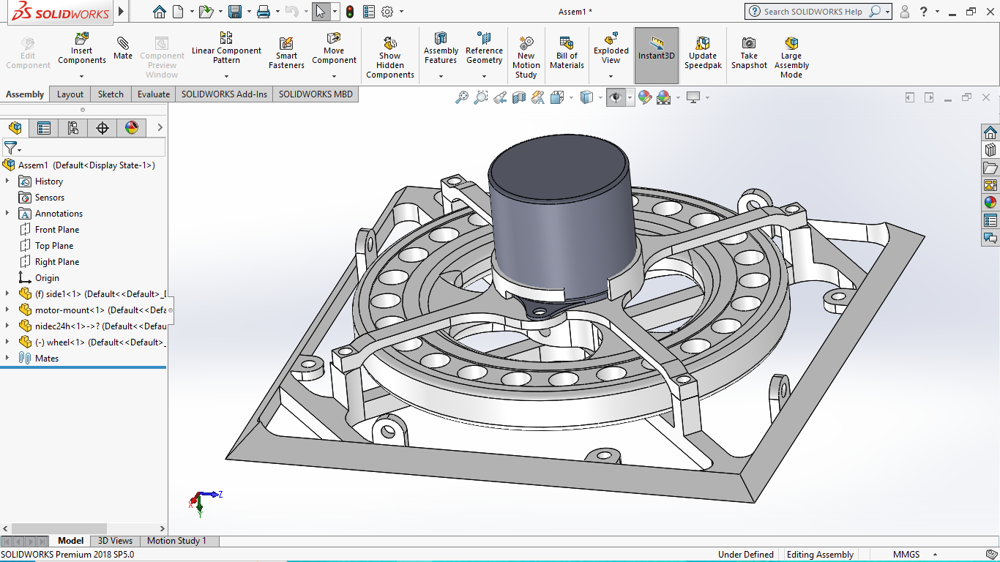 SOLIDWORKS
Assem1 *
Search SOLIDWORKS Help
?
Edit
Component
Insert
Components
Mate
Component
Preview
Window
Linear Component
Pattern
Smart
Fasteners
Move
Component
Show
Hidden
Components
Assembly
Features
Reference
Geometry
New
Motion
Study
Bill of
Materials
Exploded
View
Instant3D
Update
Speedpak
Take
Snapshot
Large
Assembly
Mode
Assembly
Layout
Sketch
Evaluate
SOLIDWORKS Add-Ins
SOLIDWORKS MBD
Assem1 (Default<Display State-1>)
History
Sensors
A Annotations
Front Plane
Top Plane
Right Plane
Origin
(f) side1<1> (Default<<Default>_D
motor-mount<1> (Default<<Defa
nidec24h<1>->? (Default<<Defau
(-) wheel<1> (Default<<Default>_
Mates
X
Y
Z
Model
3D Views
Motion Study 1
SOLIDWORKS Premium 2018 SP5.0
Under Defined
Editing Assembly
MMGS